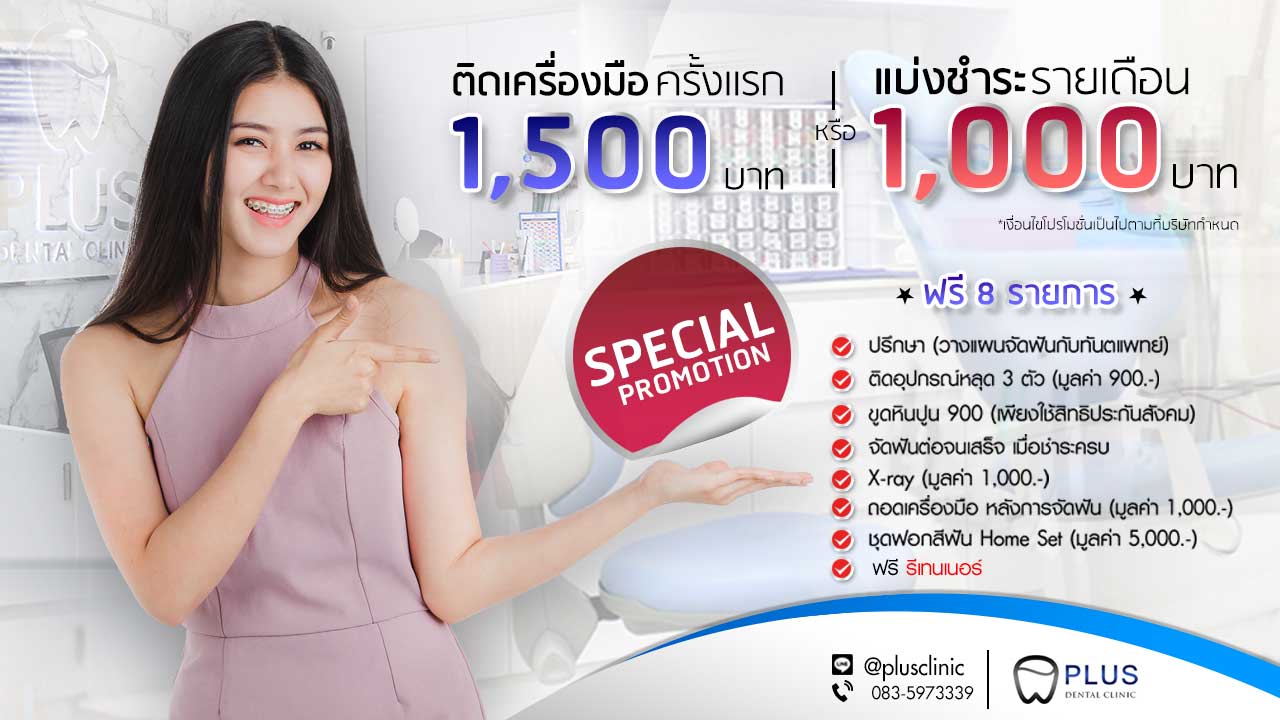 PLUS
DENTAL CLINIC
ติดเครื่องมือ ครั้งแรก
1,500 บาท
หรือ
แบ่งชำระ รายเดือน
1,000 บาท
*เงื่อนไขโปรโมชั่นเป็นไปตามที่บริษัทกำหนด
SPECIAL
PROMOTION
ฟรี 8 รายการ
ปรึกษา (วางแผนจัดฟันกับทันตแพทย์)
ติดอุปกรณ์หลุด 3 ตัว (มูลค่า 900.-)
ขูดหินปูน 900 (เพียงใช้สิทธิประกันสังคม)
จัดฟันต่อจนเสร็จ เมื่อชำระครบ
X-ray (มูลค่า 1,000.-)
ถอดเครื่องมือ หลังการจัดฟัน (มูลค่า 1,000.-)
ชุดฟอกสีฟัน Home Set (มูลค่า 5,000.-)
ฟรี รีเทนเนอร์
LINE @plusclinic
083-5973339
PLUS
DENTAL CLINIC